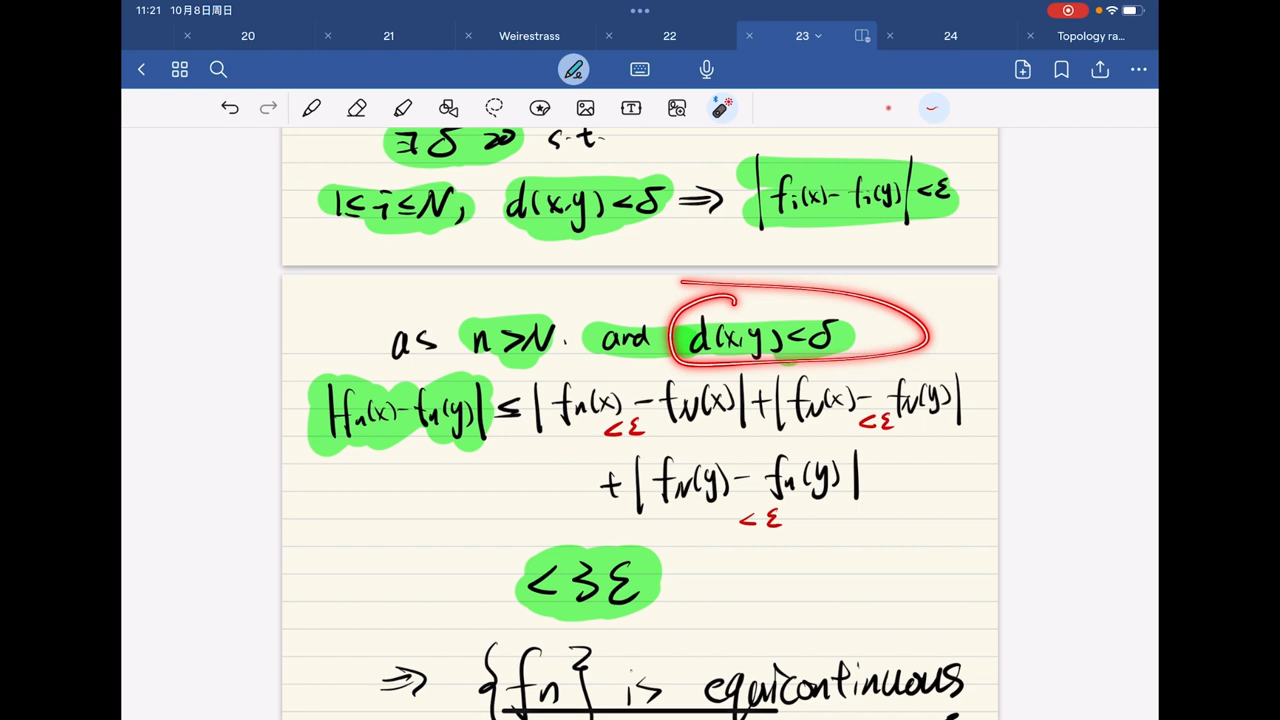 11:21 10月8日周日
20 21 Weirestrass 22 23 24 Topology ra...
∃ δ >0 s.t.
1≤i≤N, d(x,y)<δ ⇒ |fi(x)-fi(y)|<ε
as n>N. and d(x,y)<δ
|fn(x)-fn(y)| ≤ |fn(x)-fN(x)|+|fN(x)-fN(y)|
<ε <ε
+|fN(y)-fn(y)|
<ε
<3ε
⇒ {fn} is equicontinuous